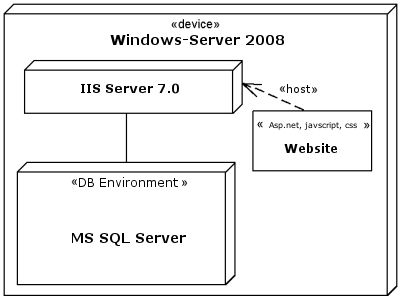 «device»
Windows-Server 2008
IIS Server 7.0
«host»
« Asp.net, javscript, css »
Website
«DB Environment »
MS SQL Server